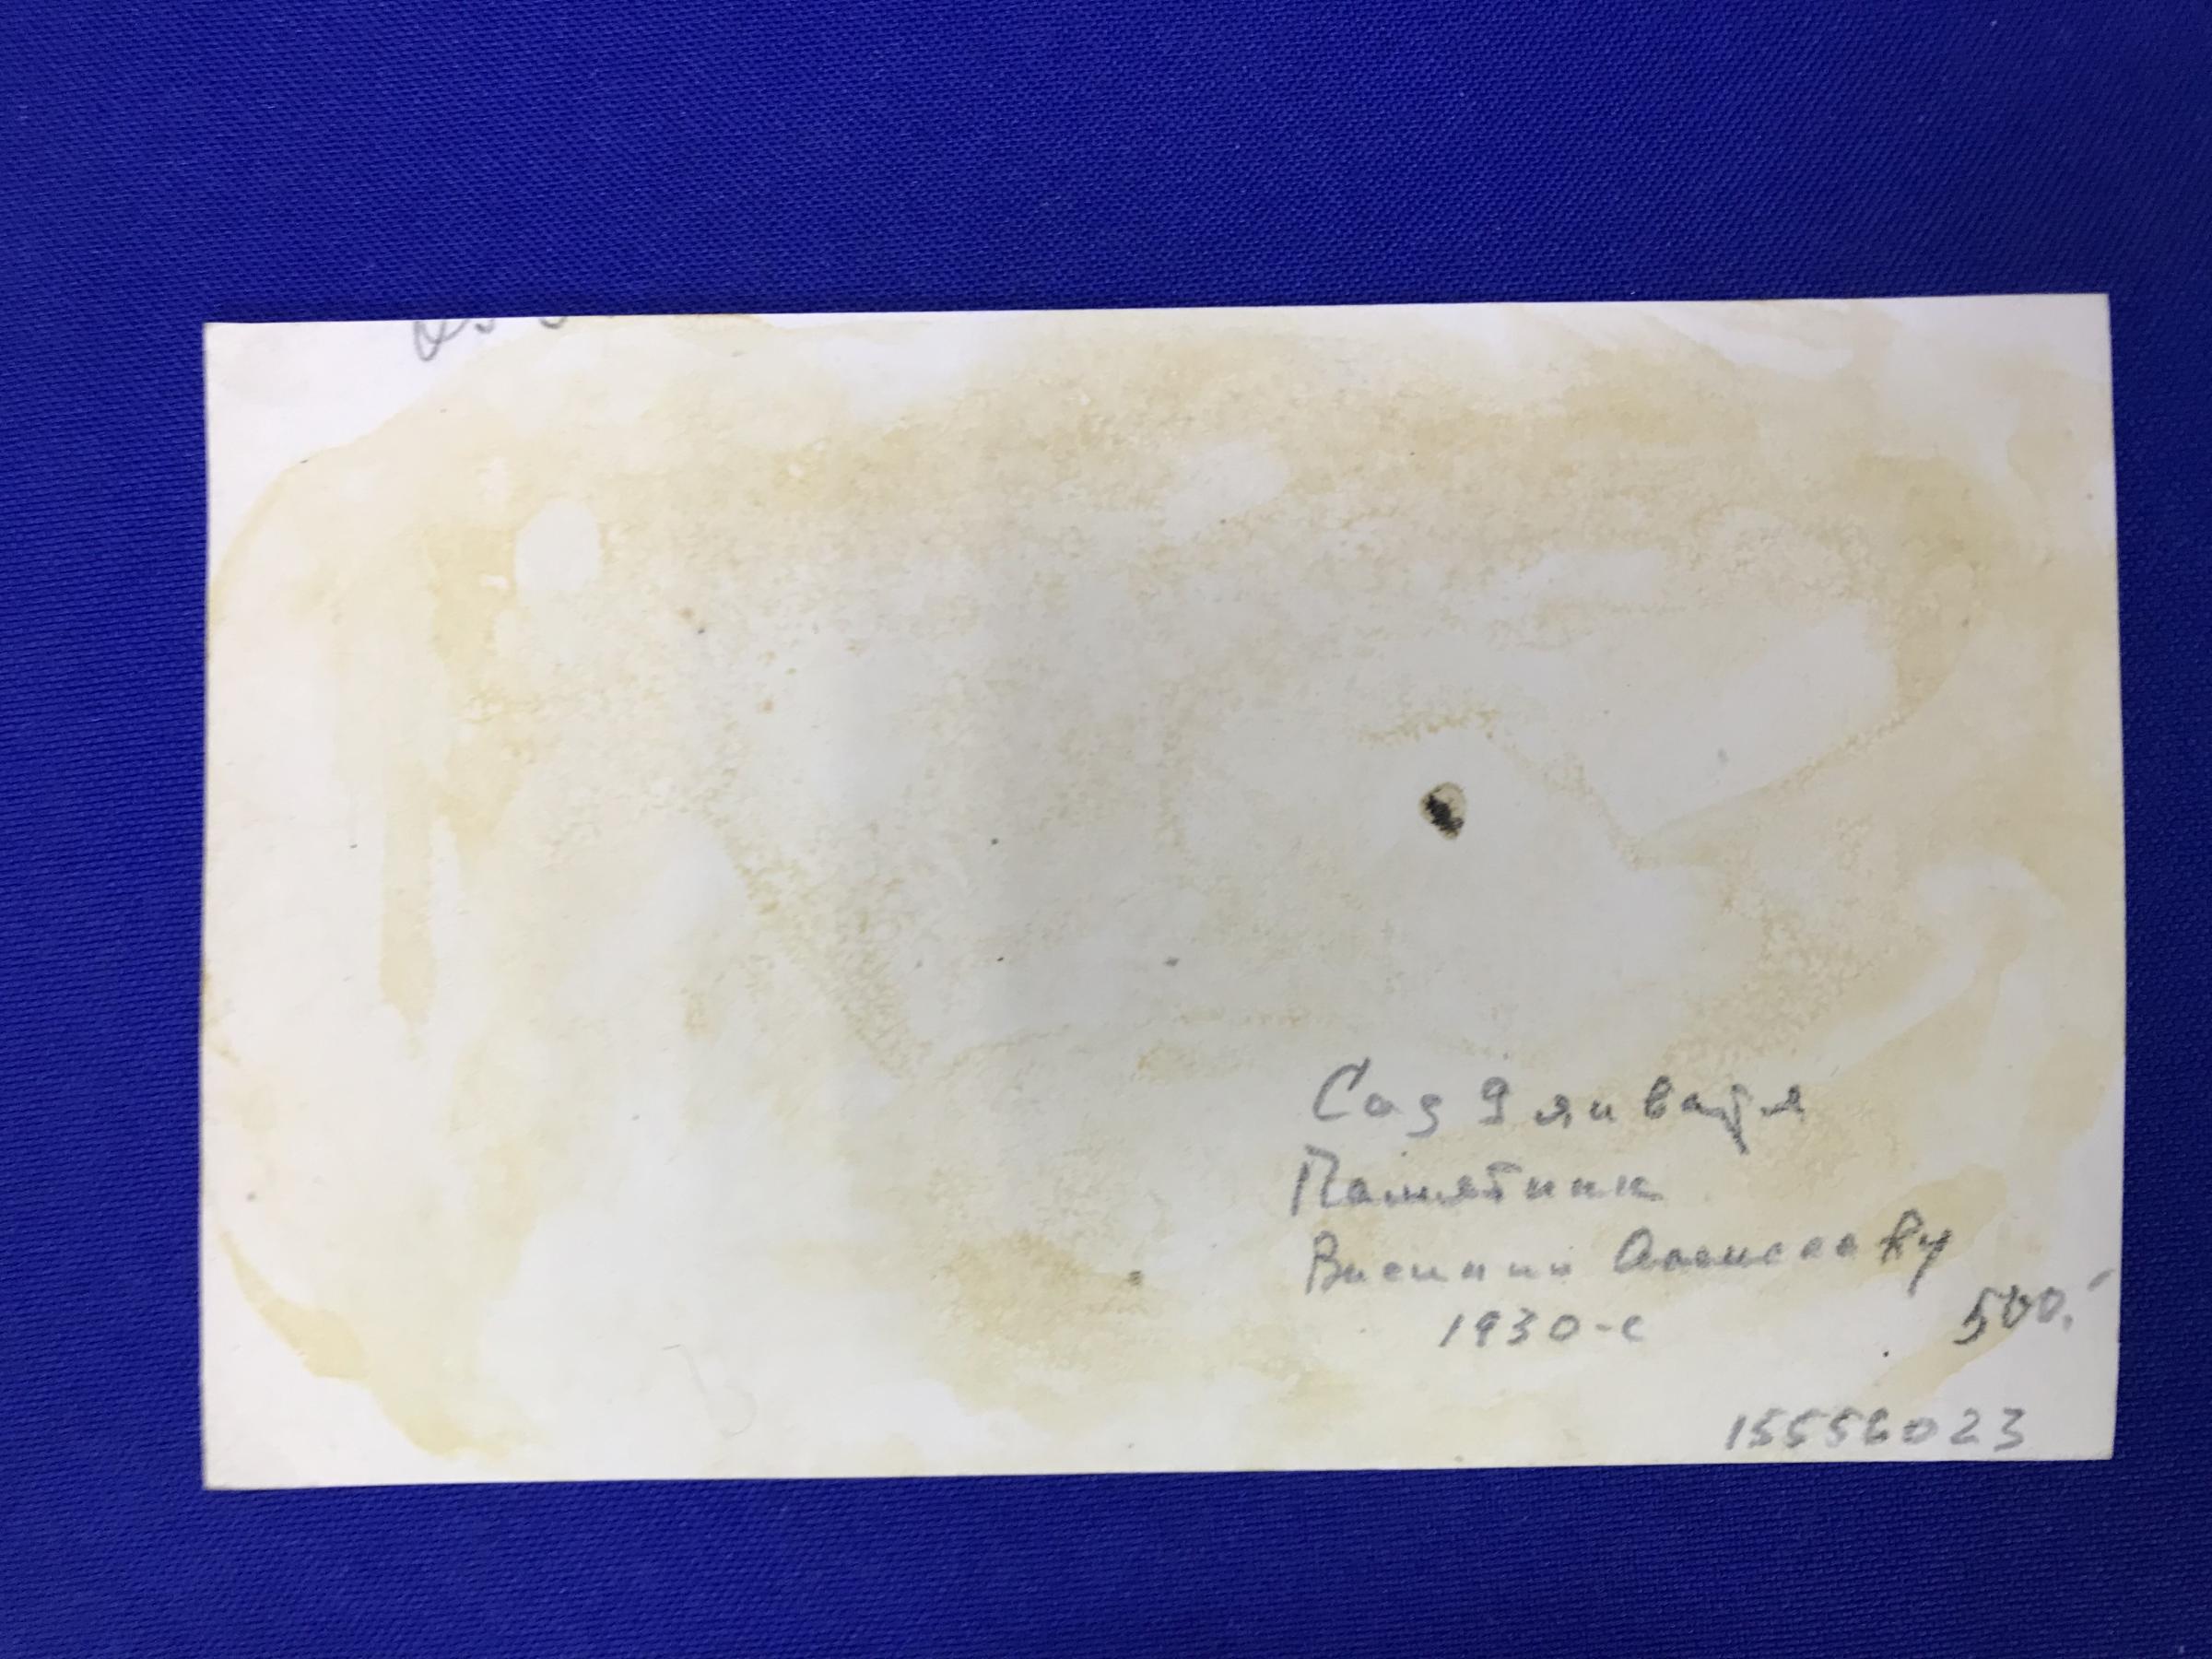 Сад 9 января
Памятник
Василию Алексееву
1930-е
500.-
15556023